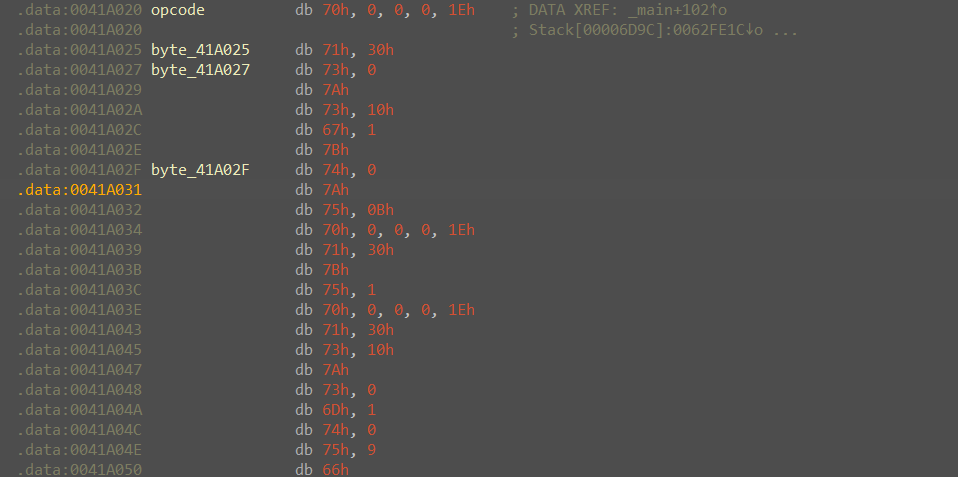 .data:0041A020 opcode db 70h, 0, 0, 0, 1Eh ; DATA XREF: _main+102↑o
.data:0041A020 ; Stack[00006D9C]:0062FE1C↓o ...
.data:0041A025 byte_41A025 db 71h, 30h
.data:0041A027 byte_41A027 db 73h, 0
.data:0041A029 db 7Ah
.data:0041A02A db 73h, 10h
.data:0041A02C db 67h, 1
.data:0041A02E db 7Bh
.data:0041A02F byte_41A02F db 74h, 0
.data:0041A031 db 7Ah
.data:0041A032 db 75h, 0Bh
.data:0041A034 db 70h, 0, 0, 0, 1Eh
.data:0041A039 db 71h, 30h
.data:0041A03B db 7Bh
.data:0041A03C db 75h, 1
.data:0041A03E db 70h, 0, 0, 0, 1Eh
.data:0041A043 db 71h, 30h
.data:0041A045 db 73h, 10h
.data:0041A047 db 7Ah
.data:0041A048 db 73h, 0
.data:0041A04A db 6Dh, 1
.data:0041A04C db 74h, 0
.data:0041A04E db 75h, 9
.data:0041A050 db 66h